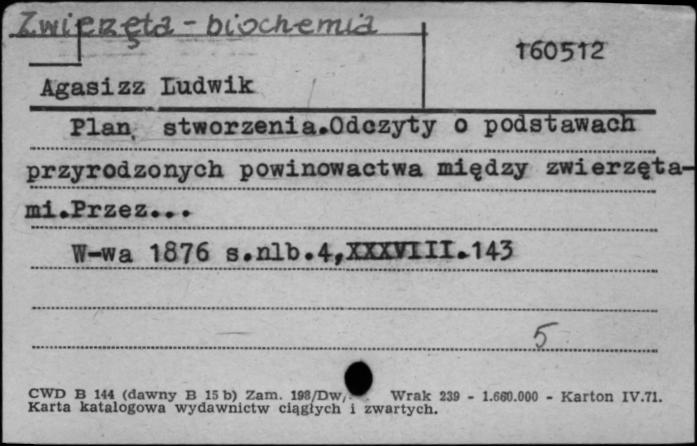 Zwierzęta - biochemia
160512
Agasizz Ludwik
Plan stworzenia.Odczyty o podstawach
przyrodzonych powinowactwa między zwierzęta-
mi.Przez...
W-wa 1876 s.nlb.4,XXXVIII.143
5
CWD B 144 (dawny B 15 b) Zam. 198/Dw, Wrak 239 - 1.660.000 - Karton IV.71.
Karta katalogowa wydawnictw ciągłych i zwartych.